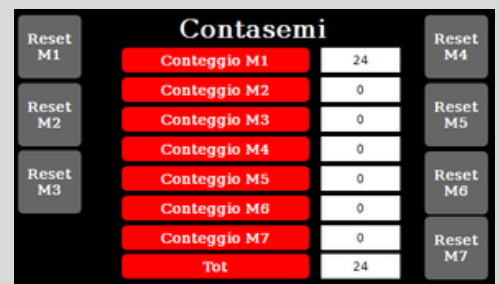 Contasemi
Reset
M1
Reset
M2
Reset
M3
Conteggio M1 24
Conteggio M2 0
Conteggio M3 0
Conteggio M4 0
Conteggio M5 0
Conteggio M6 0
Conteggio M7 0
Tot 24
Reset
M4
Reset
M5
Reset
M6
Reset
M7